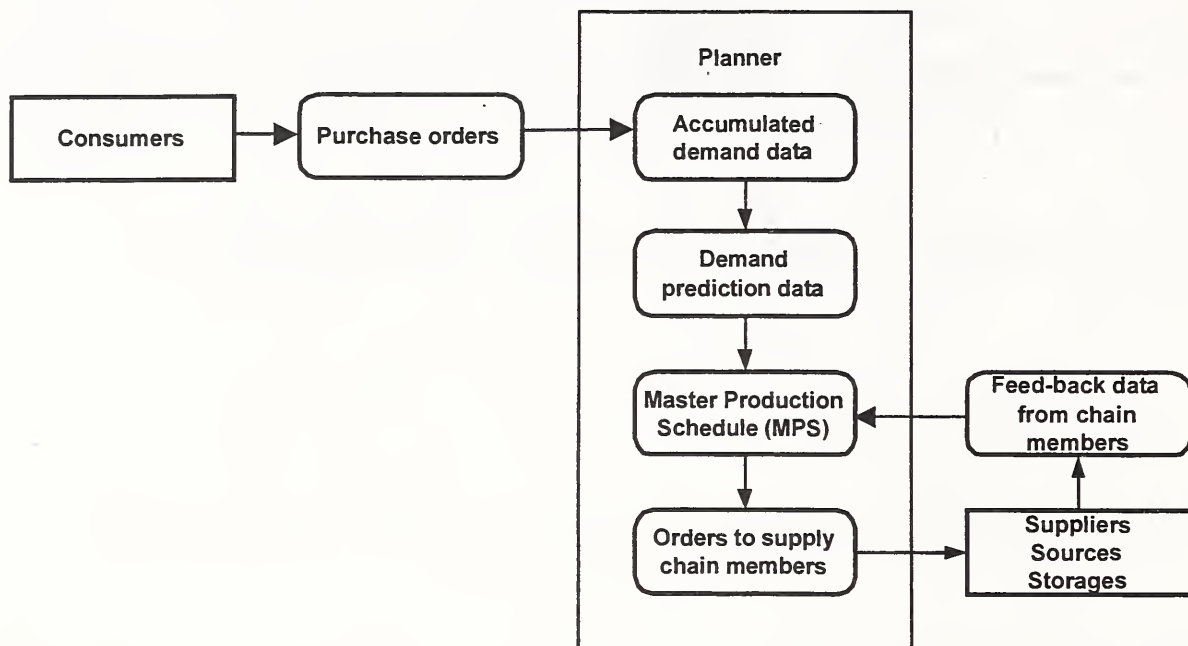 Planner
Consumers
Purchase orders
Accumulated
demand data
Demand
prediction data
Master Production
Schedule (MPS)
Feed-back data
from chain
members
Orders to supply
chain members
Suppliers
Sources
Storages